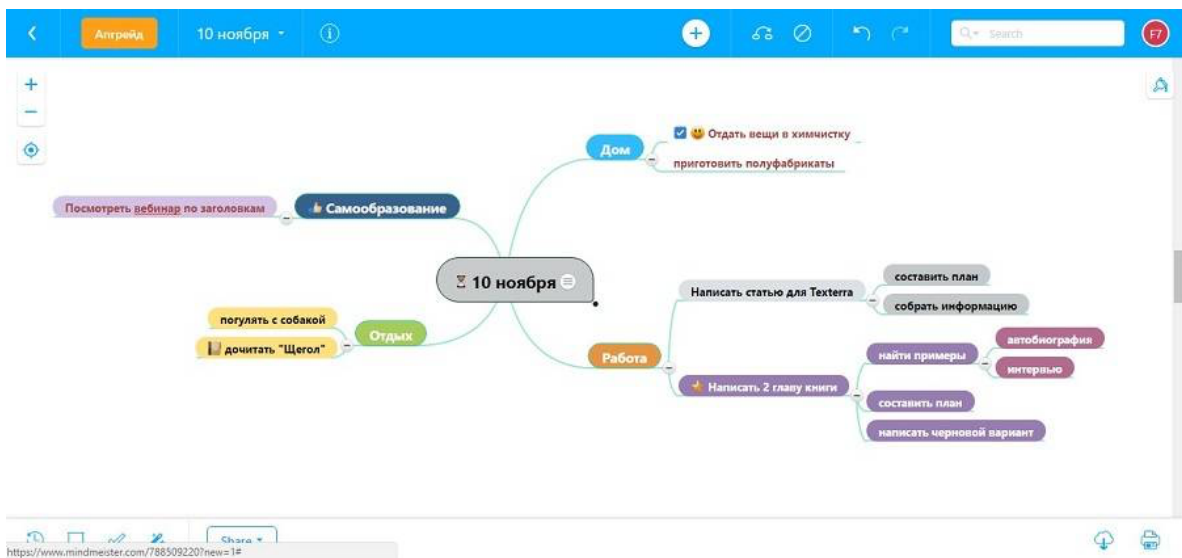 Апгрейд
10 ноября
Search
F7
Дом
Отдать вещи в химчистку
приготовить полуфабрикаты
Посмотреть вебинар по заголовкам
Самообразование
10 ноября
погулять с собакой
дочитать "Щегол"
Отдых
Работа
Написать статью для Texterra
составить план
собрать информацию
Написать 2 главу книги
найти примеры
автобиография
интервью
составить план
написать черновой вариант
Share
https://www.mindmeister.com/788509220?new=1#